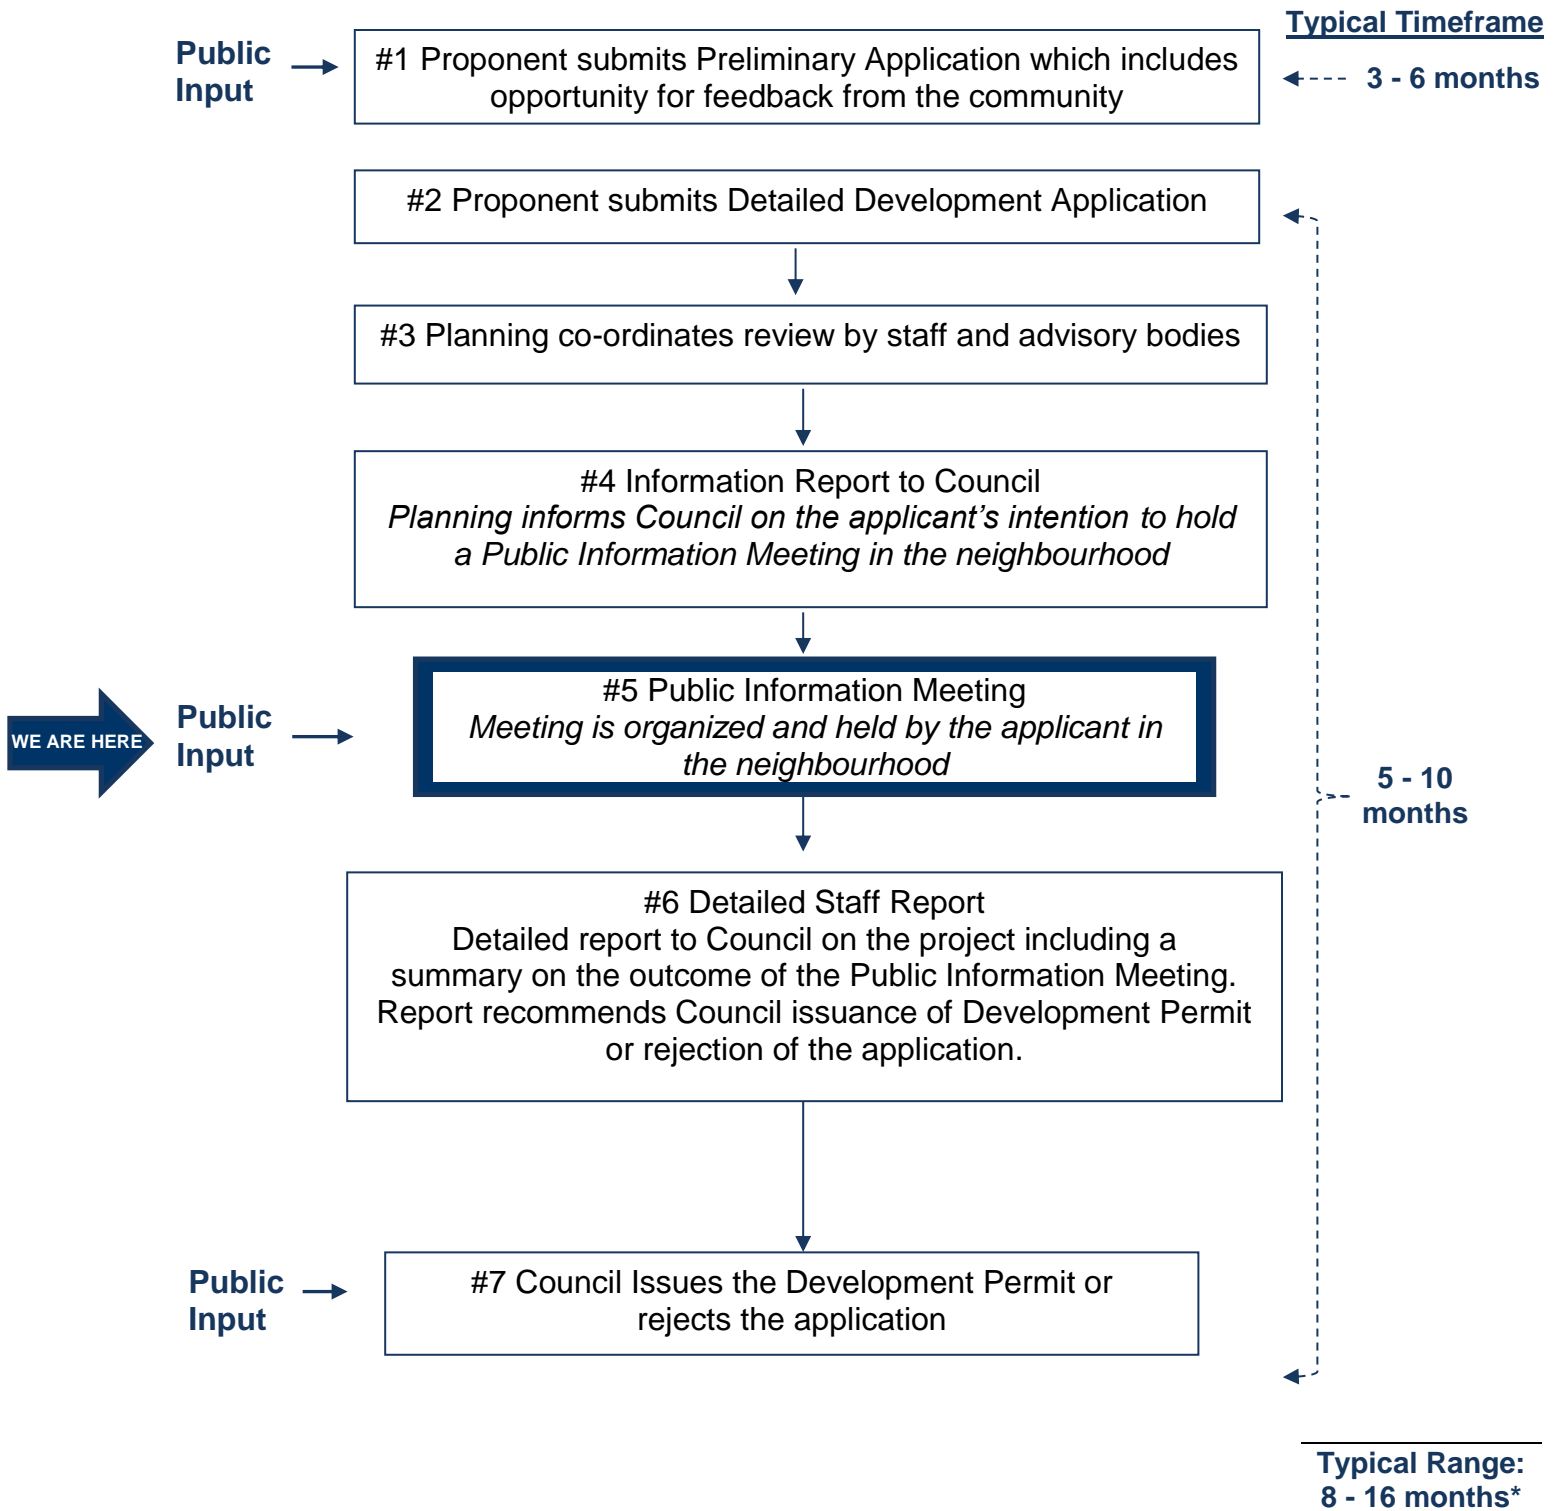 Typical Timeframe
Public
Input
#1 Proponent submits Preliminary Application which includes
opportunity for feedback from the community
3 - 6 months
#2 Proponent submits Detailed Development Application
#3 Planning co-ordinates review by staff and advisory bodies
#4 Information Report to Council
Planning informs Council on the applicant’s intention to hold
a Public Information Meeting in the neighbourhood
WE ARE HERE
Public
Input
#5 Public Information Meeting
Meeting is organized and held by the applicant in
the neighbourhood
5 - 10
months
#6 Detailed Staff Report
Detailed report to Council on the project including a
summary on the outcome of the Public Information Meeting.
Report recommends Council issuance of Development Permit
or rejection of the application.
Public
Input
#7 Council Issues the Development Permit or
rejects the application
Typical Range:
8 - 16 months*